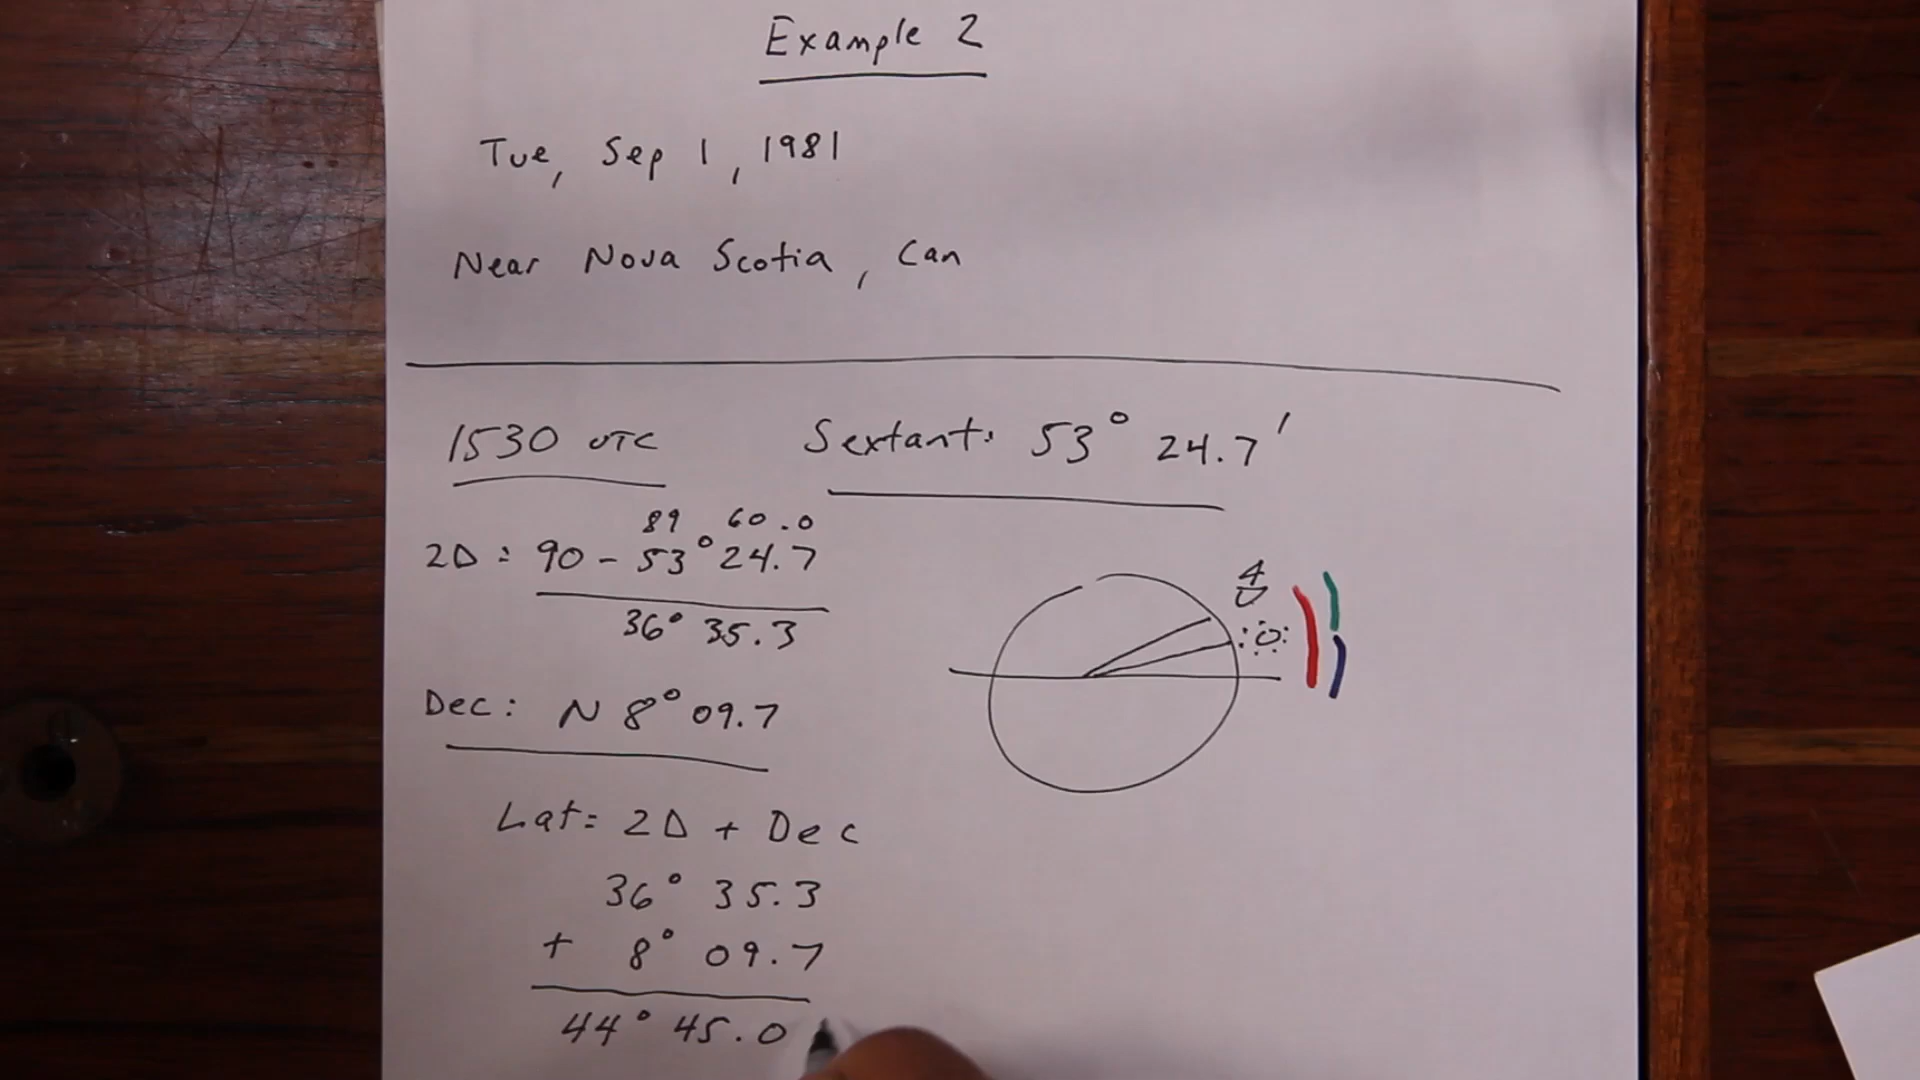 Example 2
Tue, Sep 1, 1981
Near Nova Scotia, Can
1530 UTC
Sextant: 53° 24.7'
89 60.0
ZD: 90 - 53° 24.7
36° 35.3
Dec: N 8° 09.7
Lat= ZD + Dec
36° 35.3
+ 8° 09.7
44° 45.0